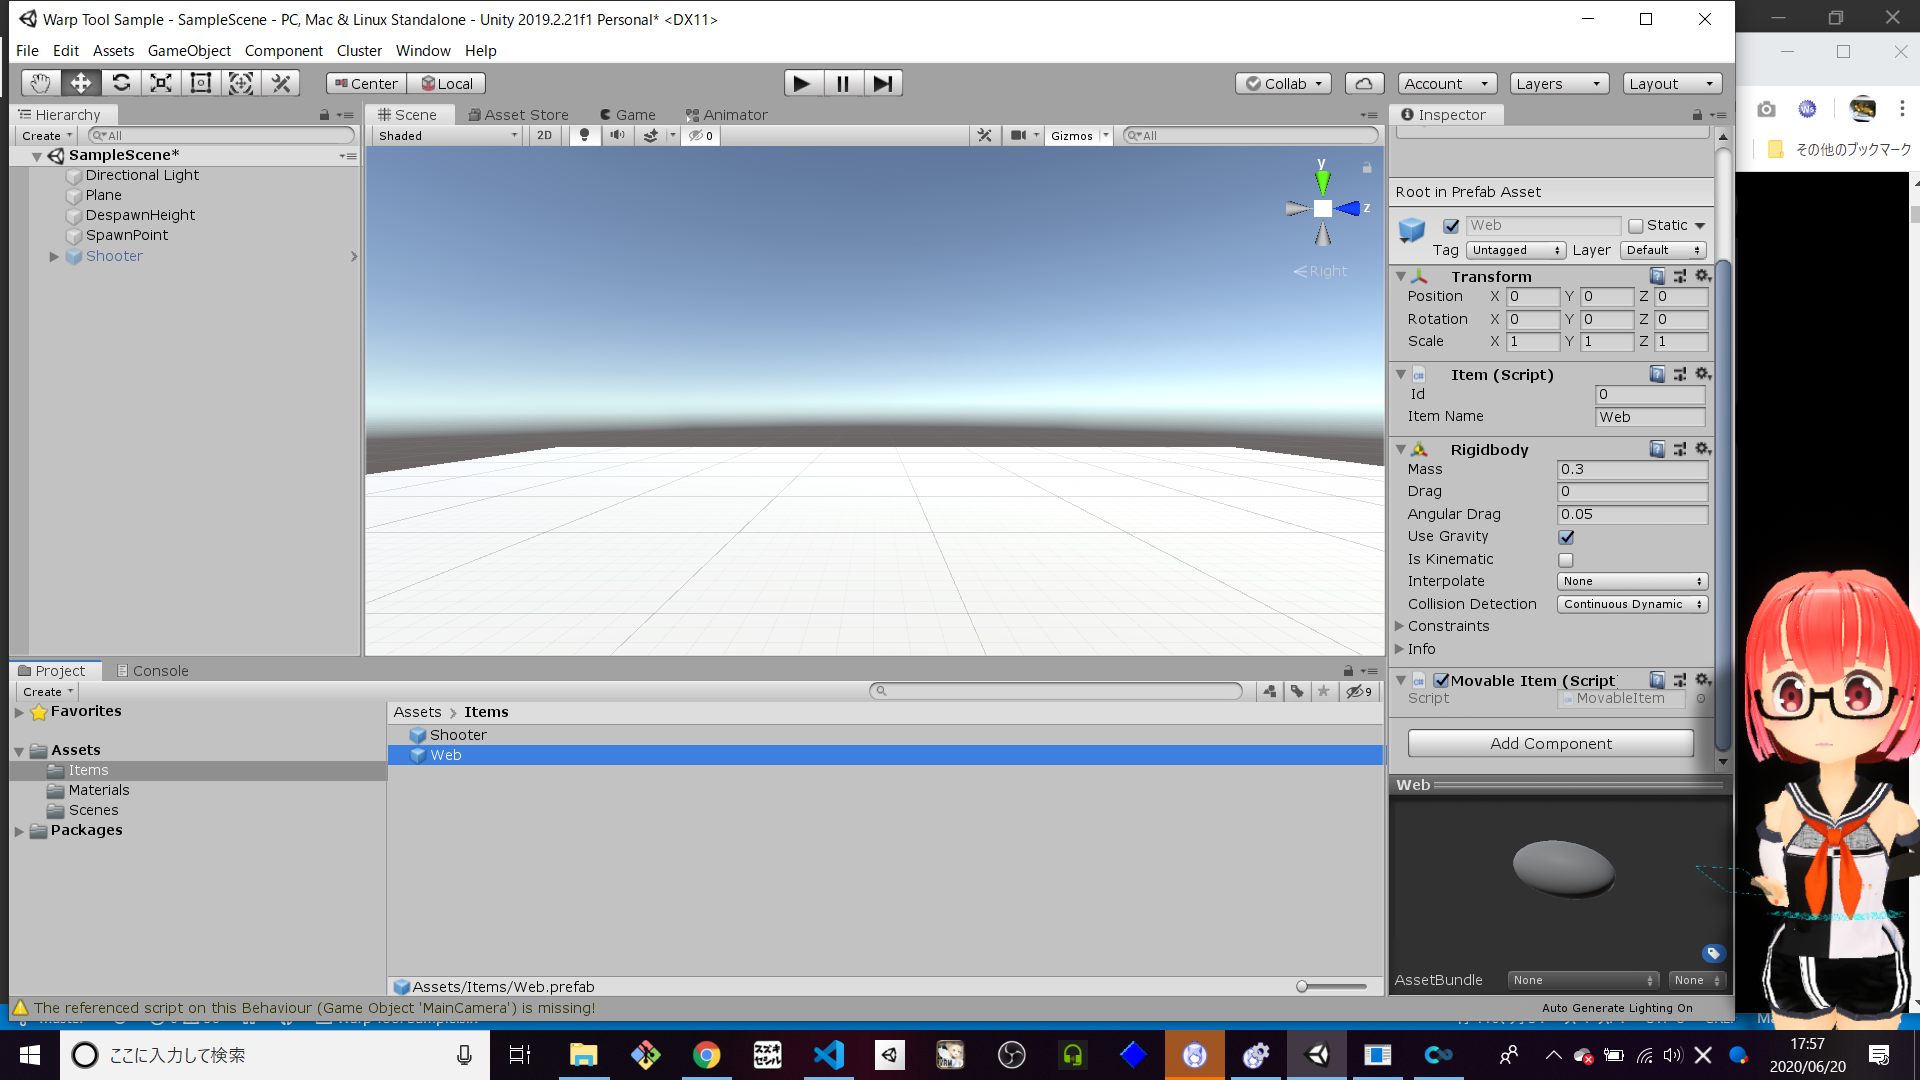 Warp Tool Sample - SampleScene - PC, Mac & Linux Standalone - Unity 2019.2.21f1 Personal* <DX11>
File Edit Assets GameObject Component Cluster Window Help
Center Local Collab Account Layers Layout
Hierarchy
Create All
SampleScene*
Directional Light
Plane
DespawnHeight
SpawnPoint
Shooter
Scene Asset Store Game Animator
Shaded 2D 0 Gizmos All
y
z
Right
Inspector
Root in Prefab Asset
Web Static
Tag Untagged Layer Default
Transform
Position X 0 Y 0 Z 0
Rotation X 0 Y 0 Z 0
Scale X 1 Y 1 Z 1
Item (Script)
Id 0
Item Name Web
Rigidbody
Mass 0.3
Drag 0
Angular Drag 0.05
Use Gravity
Is Kinematic
Interpolate None
Collision Detection Continuous Dynamic
Constraints
Info
Movable Item (Script)
Script MovableItem
Add Component
Web
AssetBundle None None
Auto Generate Lighting On
Project Console
Create 9
Favorites
Assets
Items
Materials
Scenes
Packages
Assets Items
Shooter
Web
Assets/Items/Web.prefab
The referenced script on this Behaviour (Game Object 'MainCamera') is missing!
その他のブックマーク
ここに入力して検索
スズキ
セシル
17:57
2020/06/20